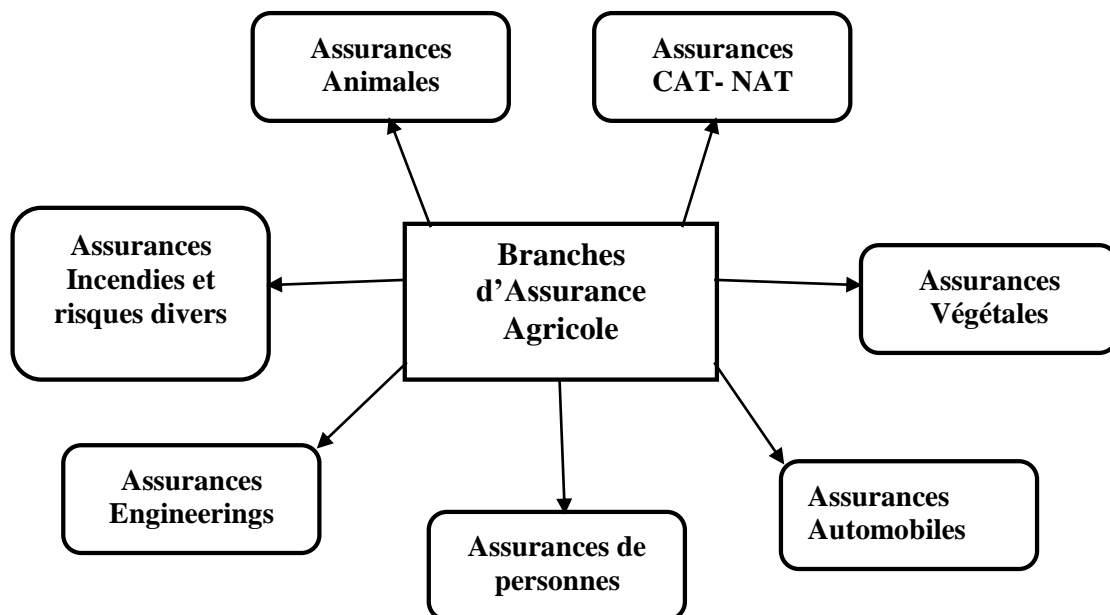 Assurances
Animales
Assurances
CAT- NAT
Assurances
Incendies et
risques divers
Branches
d’Assurance
Agricole
Assurances
Végétales
Assurances
Engineerings
Assurances de
personnes
Assurances
Automobiles